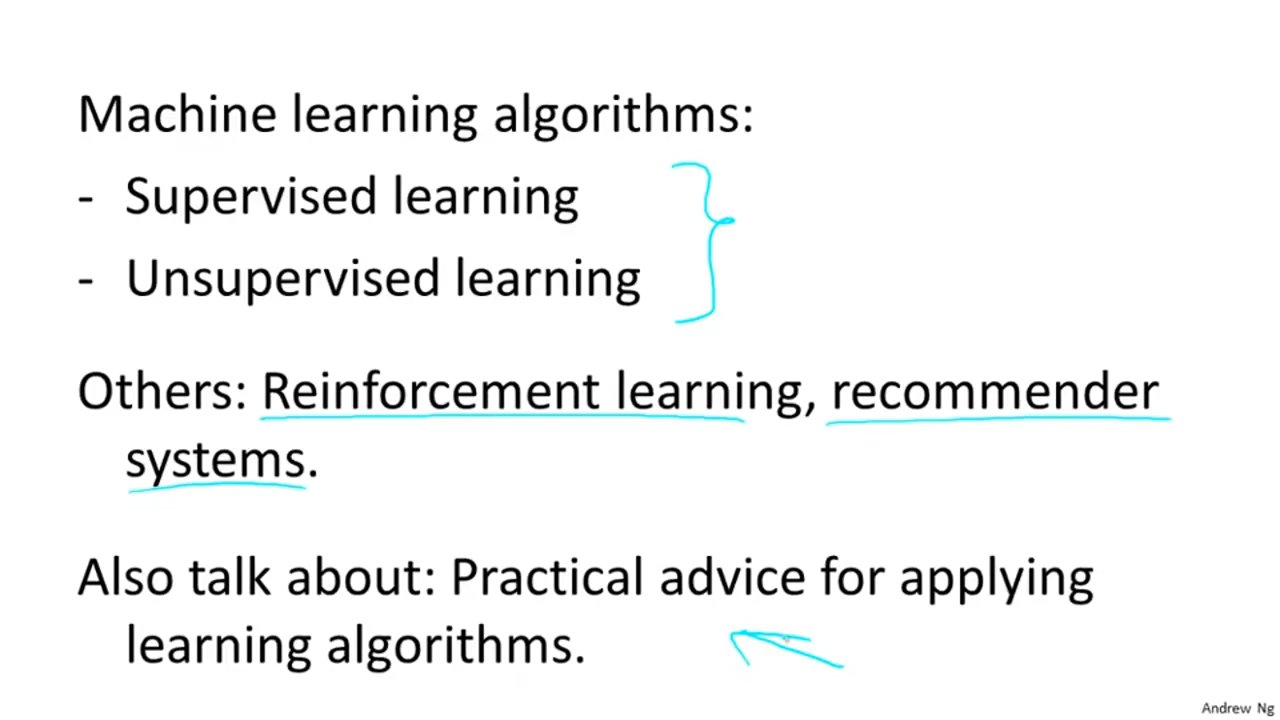 Machine learning algorithms:
- Supervised learning
- Unsupervised learning
Others: Reinforcement learning, recommender
systems.
Also talk about: Practical advice for applying
learning algorithms.
Andrew Ng